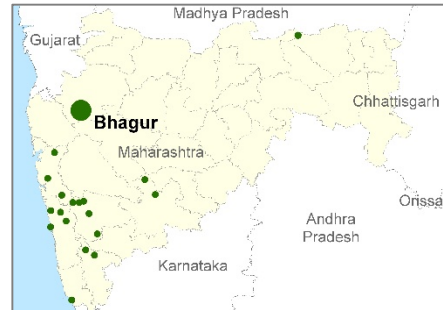 Madhya Pradesh
Gujarat
Chhattisgarh
Bhagur
Maharashtra
Orissa
Andhra
Pradesh
Karnataka